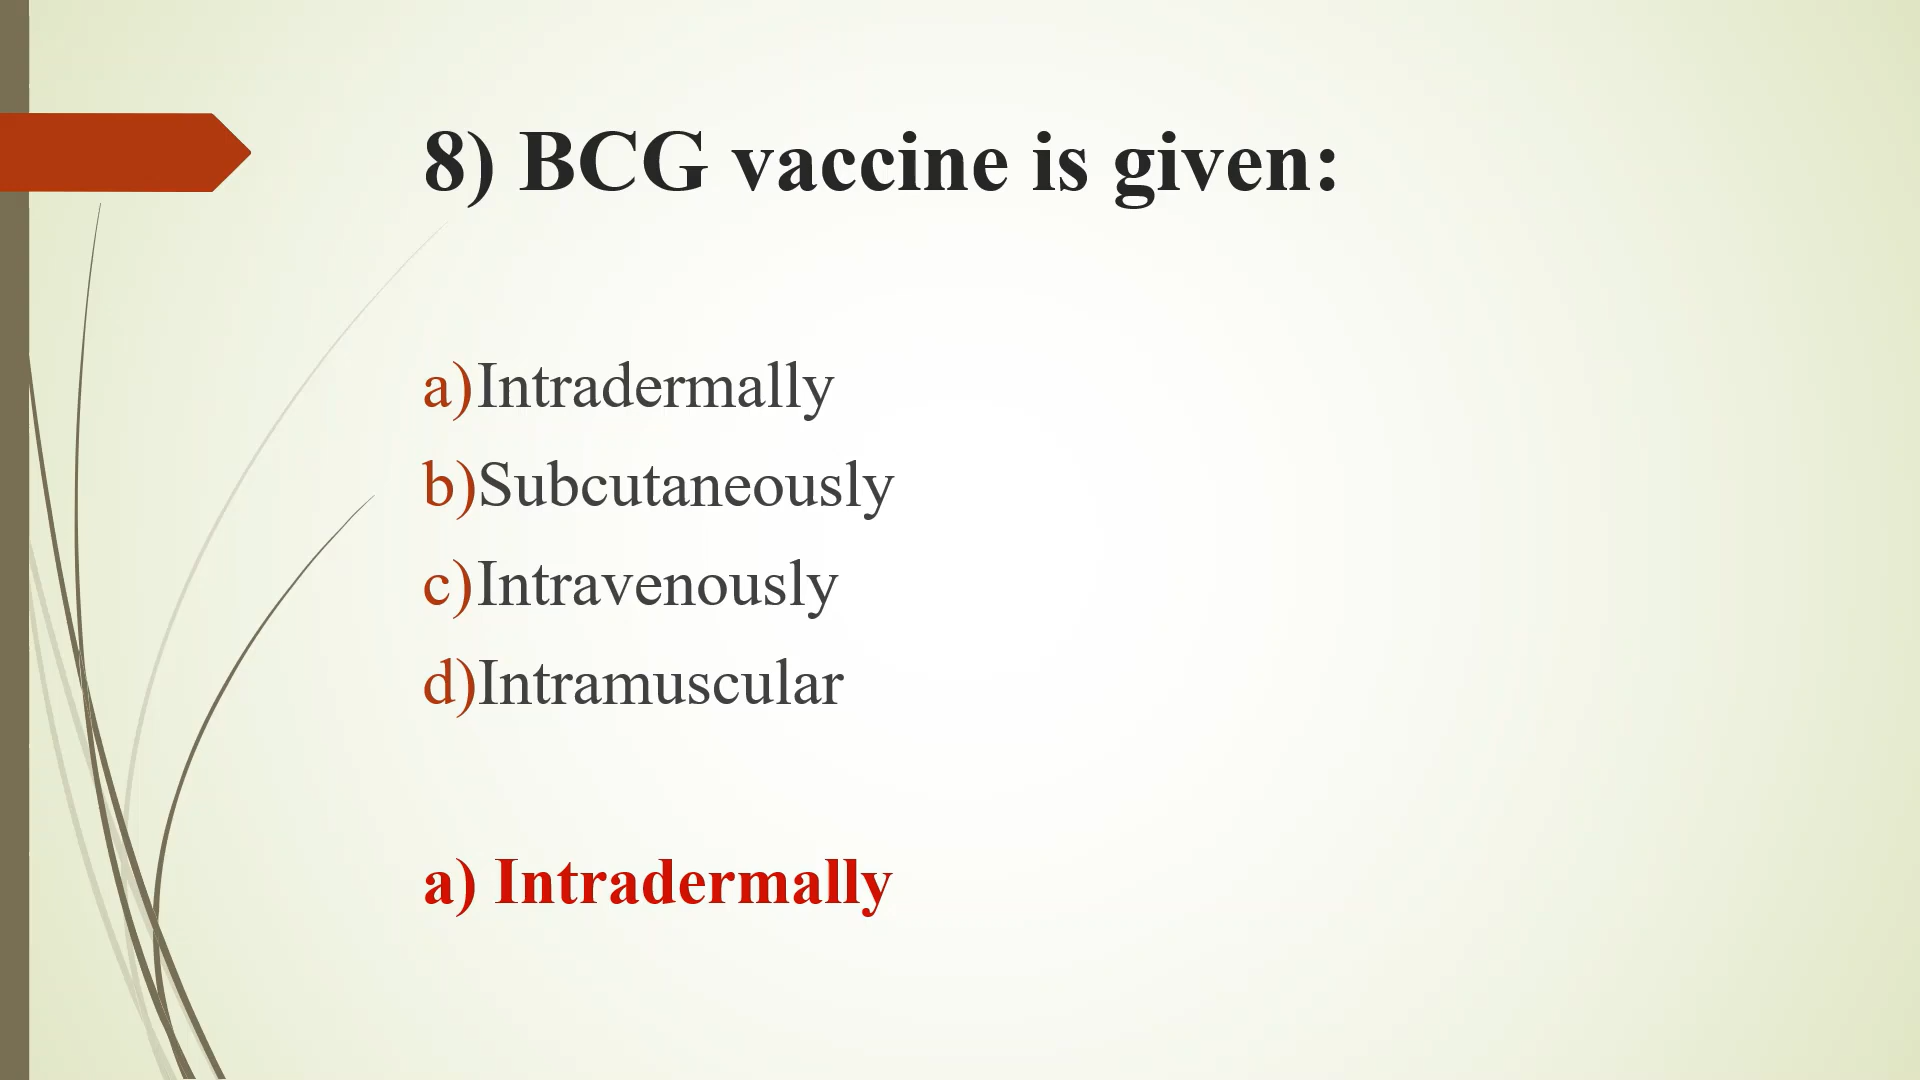 8) BCG vaccine is given:
a)Intradermally
b)Subcutaneously
c)Intravenously
d)Intramuscular
a) Intradermally